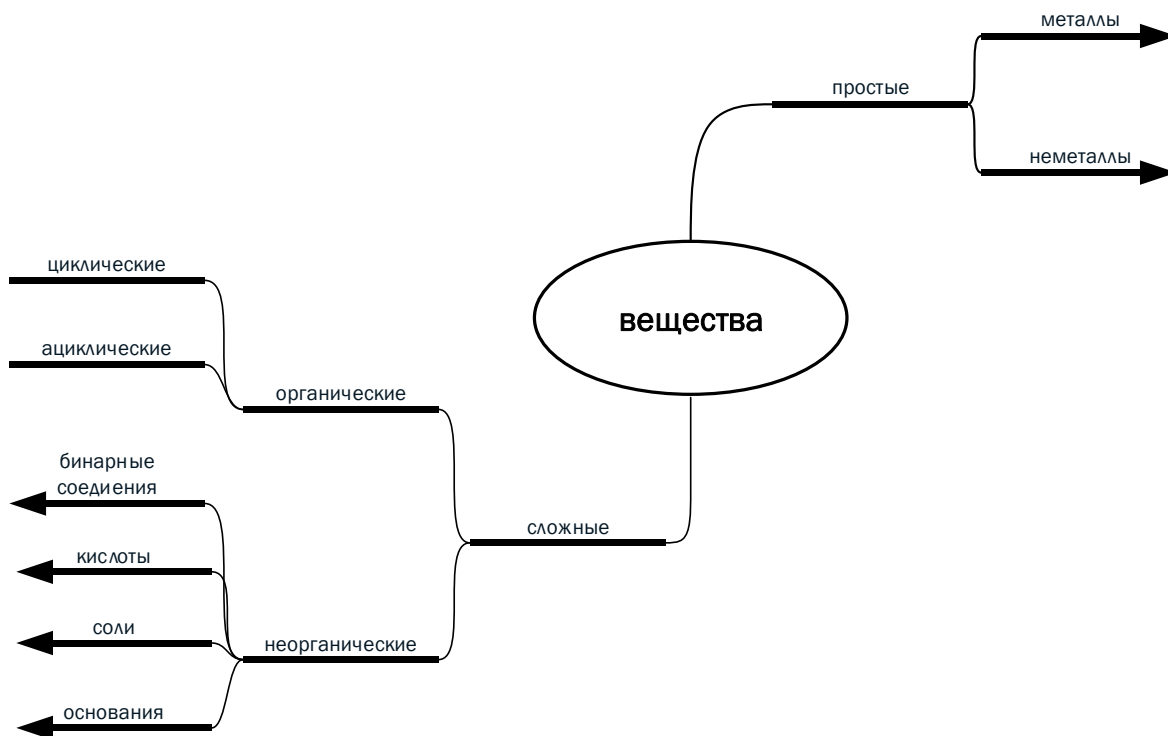 металлы
простые
неметаллы
вещества
циклические
ациклические
органические
бинарные
соедиения
сложные
кислоты
соли
неорганические
основания